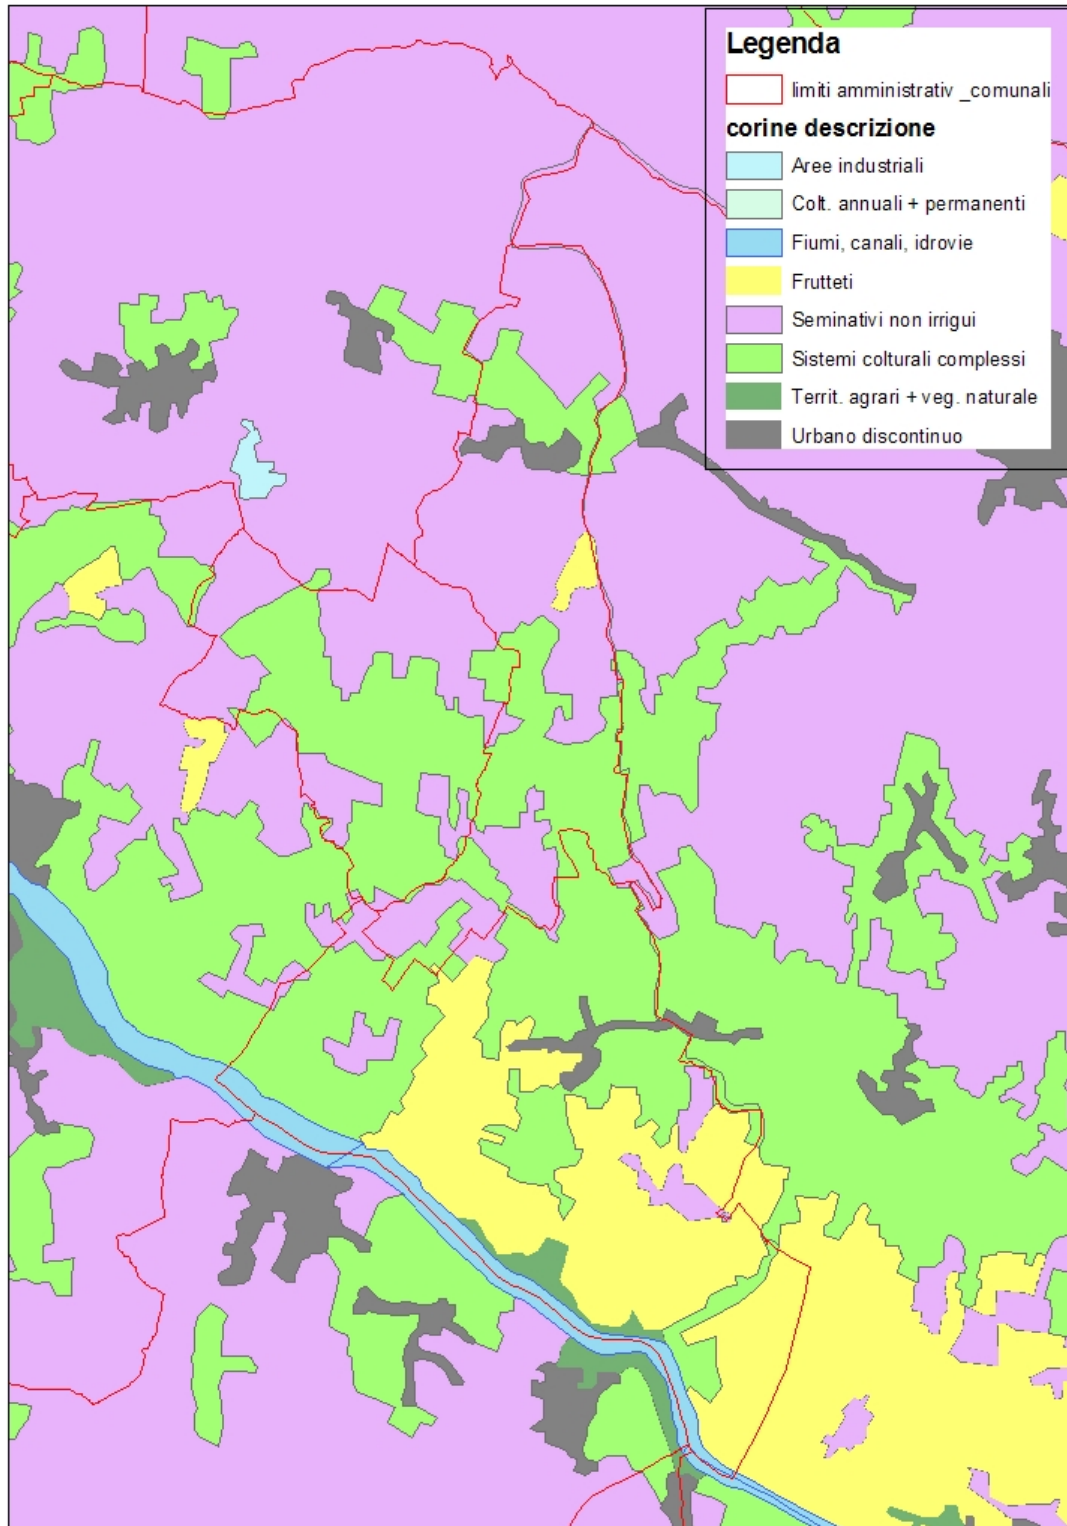 Legenda
limiti amministrativ _comunali
corine descrizione
Aree industriali
Colt. annuali + permanenti
Fiumi, canali, idrovie
Frutteti
Seminativi non irrigui
Sistemi colturali complessi
Territ. agrari + veg. naturale
Urbano discontinuo